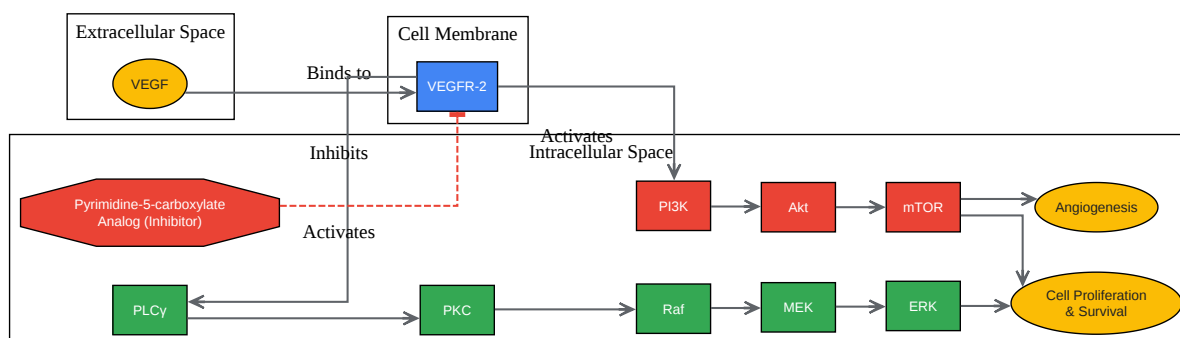 Extracellular Space
Cell Membrane
VEGF
Binds to
VEGFR-2
Activates
Inhibits
Intracellular Space
Pyrimidine-5-carboxylate
Analog (Inhibitor)
PI3K
Akt
mTOR
Angiogenesis
Activates
PLCγ
PKC
Raf
MEK
ERK
Cell Proliferation
& Survival